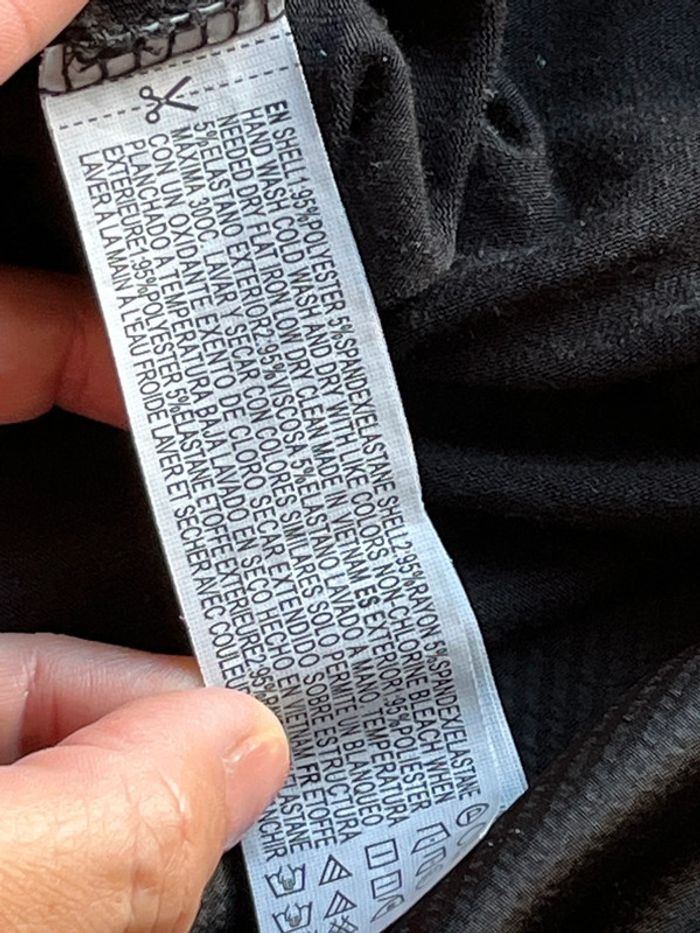 EN SHELL1:95%POLYESTER 5%SPANDEX/ELASTANE SHELL2:95%RAYON 5%SPANDEX/ELASTANE
HAND WASH COLD WASH AND DRY WITH LIKE COLORS NON-CHLORINE BLEACH WHEN
NEEDED DRY FLAT IRON LOW DRY CLEAN MADE IN VIETNAM ES EXTERIOR1:95%POLIESTER
5%ELASTANO EXTERIOR2:95%VISCOSA 5%ELASTANO LAVADO A MANO TEMPERATURA
MÁXIMA 30OC. LAVAR Y SECAR CON COLORES SIMILARES SOLO PERMITE UN BLANQUEO
CON UN OXIDANTE EXENTO DE CLORO SECAR EXTENDIDO SOBRE ESTRUCTURA
PLANCHADO A TEMPERATURA BAJA LAVADO EN SECO HECHO EN VIETNAM FR ETOFFE
EXTERIEURE1:95%POLYESTER 5%ELASTANE ETOFFE EXTERIEURE2:95%
LAVER A LA MAIN À L'EAU FROIDE LAVER ET SECHER AVEC